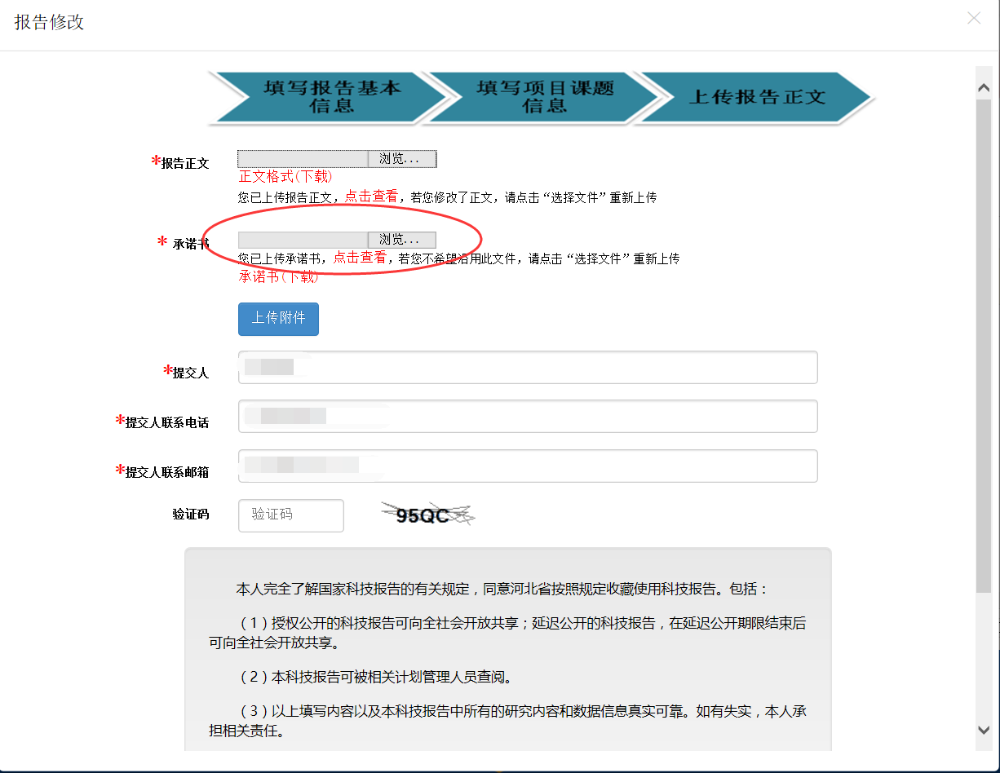 报告修改
填写报告基本
信息
填写项目课题
信息
上传报告正文
*报告正文
浏览...
正文格式(下载)
您已上传报告正文，点击查看，若您修改了正文，请点击“选择文件”重新上传
* 承诺书
浏览...
您已上传承诺书，点击查看，若您不希望沿用此文件，请点击“选择文件”重新上传
承诺书(下载)
上传附件
*提交人
*提交人联系电话
*提交人联系邮箱
验证码
验证码
95QC
本人完全了解国家科技报告的有关规定，同意河北省按照规定收藏使用科技报告。包括：
（1）授权公开的科技报告可向全社会开放共享；延迟公开的科技报告，在延迟公开期限结束后
可向全社会开放共享。
（2）本科技报告可被相关计划管理人员查阅。
（3）以上填写内容以及本科技报告中所有的研究内容和数据信息真实可靠。如有失实，本人承
担相关责任。